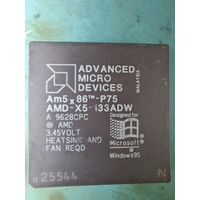 ADVANCED
MICRO
DEVICES
MALAYSIA
Am5x86™-P75
AMD-X5-133ADW
A 9628CPC
Ⓜ AMD
3.45VOLT
HEATSINK AND
FAN REQD
DESIGNED FOR
Microsoft®
Windows®95
25544
N